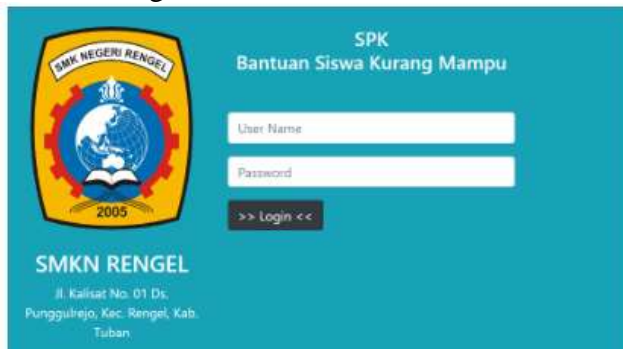 SMK NEGERI RENGEL
2005
SMKN RENGEL
Jl. Kalisat No. 01 Ds.
Punggulrejo, Kec. Rengel, Kab.
Tuban
SPK
Bantuan Siswa Kurang Mampu
User Name
Password
>> Login <<